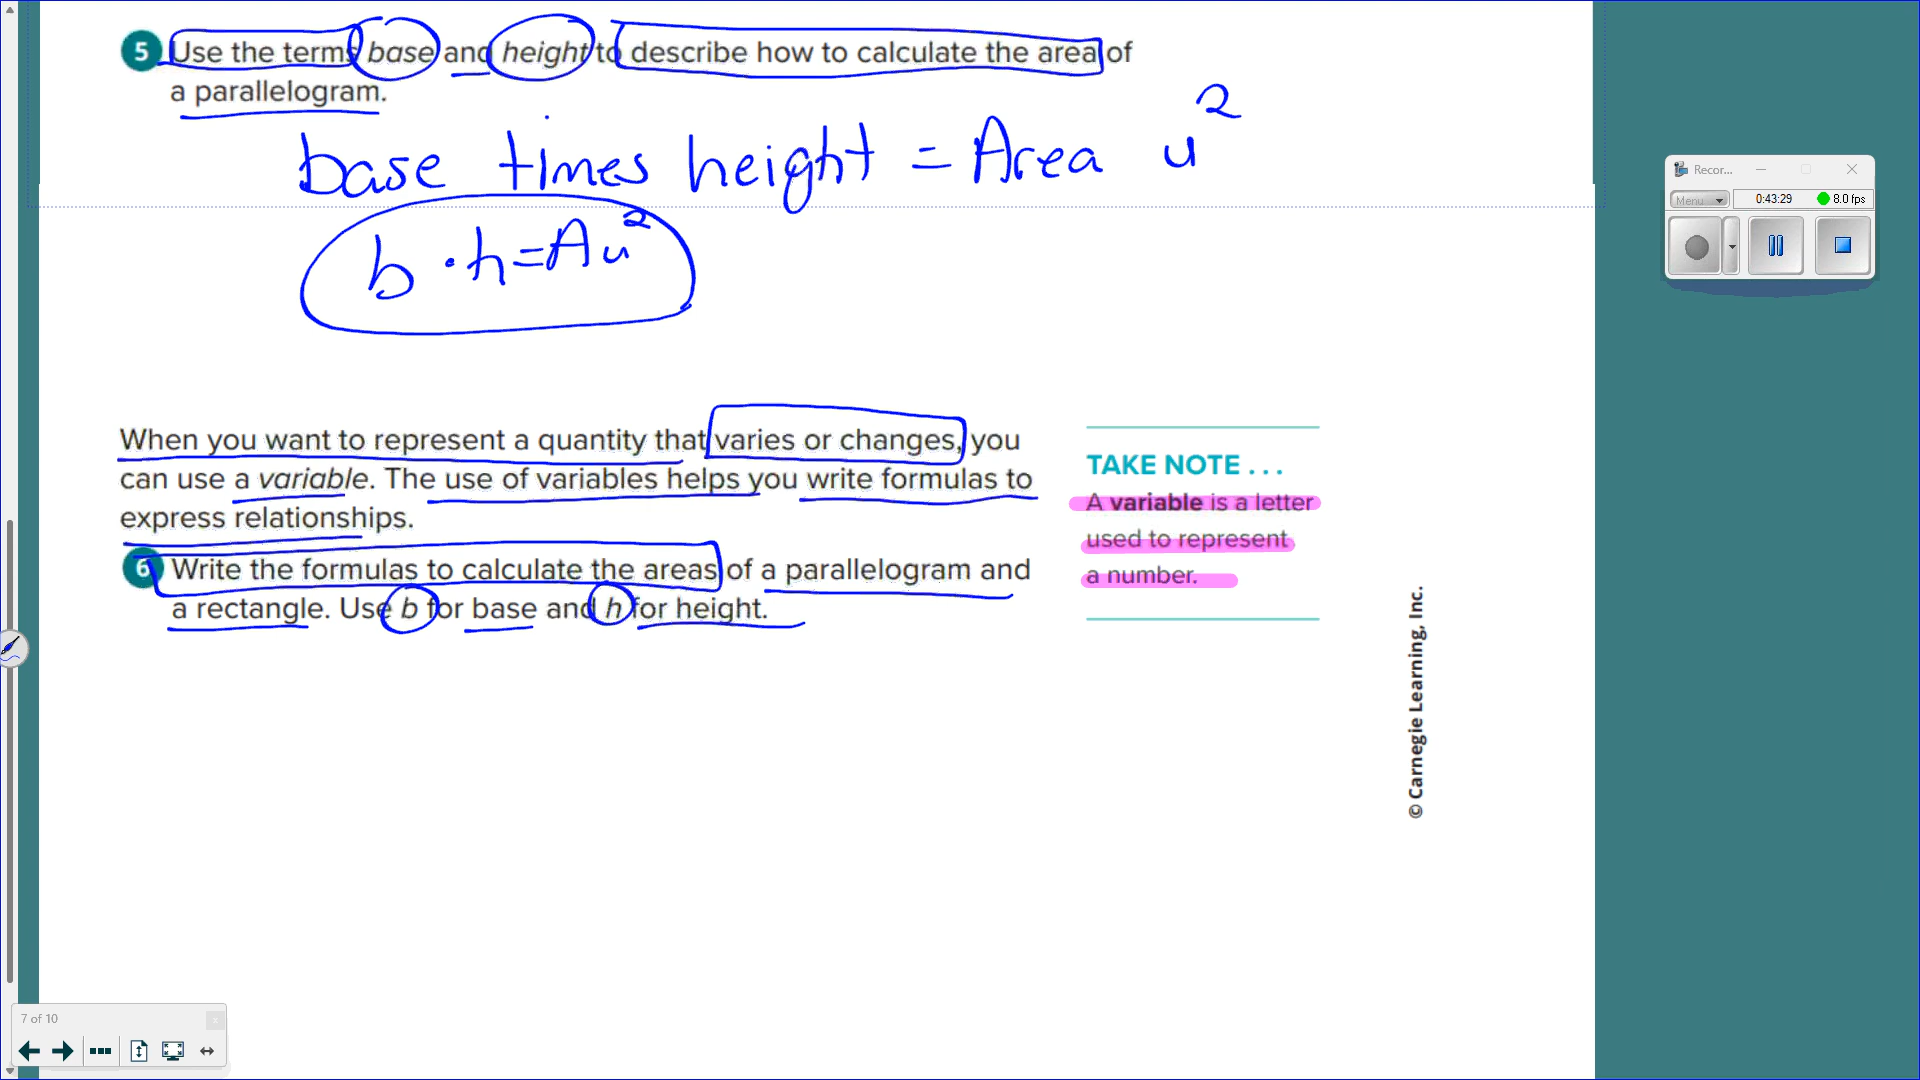 5 Use the terms base and height to describe how to calculate the area of
a parallelogram.
base times height = Area u²
b · h = A u²
When you want to represent a quantity that varies or changes, you
can use a variable. The use of variables helps you write formulas to
express relationships.
6 Write the formulas to calculate the areas of a parallelogram and
a rectangle. Use b for base and h for height.
TAKE NOTE . . .
A variable is a letter
used to represent
a number.
© Carnegie Learning, Inc.
Recor...
Menu
0:43:29
8.0 fps
7 of 10